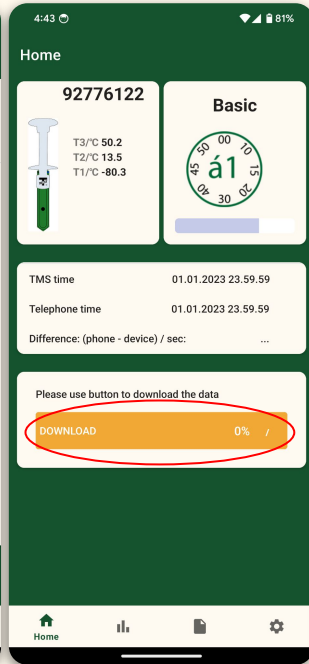 4:43
81%
Home
92776122
T3/°C 50.2
T2/°C 13.5
T1/°C -80.3
Basic
00
10
15
20
30
40
45
50
á1
TMS time 01.01.2023 23.59.59
Telephone time 01.01.2023 23.59.59
Difference: (phone - device) / sec: ...
Please use button to download the data
DOWNLOAD 0% /
Home